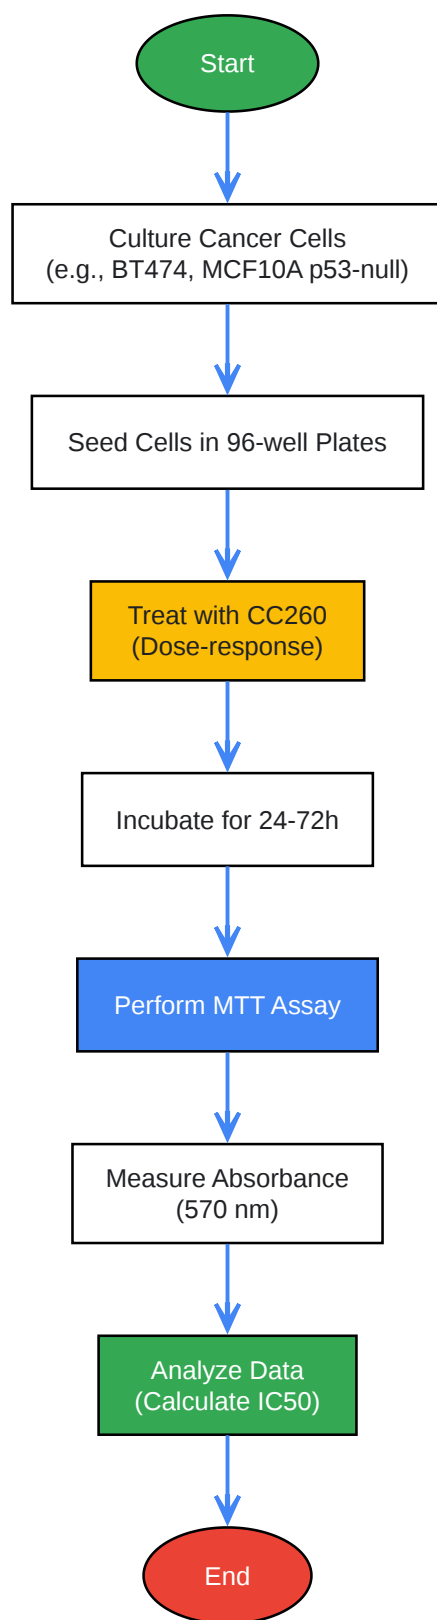 Start
Culture Cancer Cells
(e.g., BT474, MCF10A p53-null)
Seed Cells in 96-well Plates
Treat with CC260
(Dose-response)
Incubate for 24-72h
Perform MTT Assay
Measure Absorbance
(570 nm)
Analyze Data
(Calculate IC50)
End